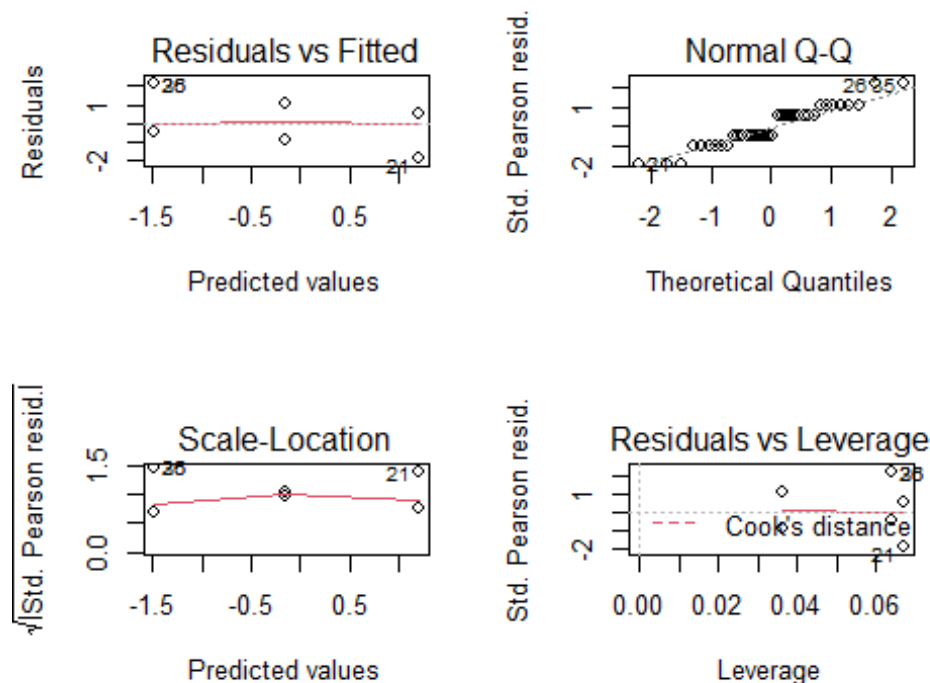 Residuals vs Fitted
Residuals
1
-2
21
-1.5
-0.5
0.5
Predicted values
Normal Q-Q
Std. Pearson resid.
1
-2
-2
-1
0
1
2
Theoretical Quantiles
Scale-Location
√|Std. Pearson resid.|
1.5
0.0
21
-1.5
-0.5
0.5
Predicted values
Residuals vs Leverage
Std. Pearson resid.
1
-2
Cook's distance
21
0.00
0.02
0.04
0.06
Leverage